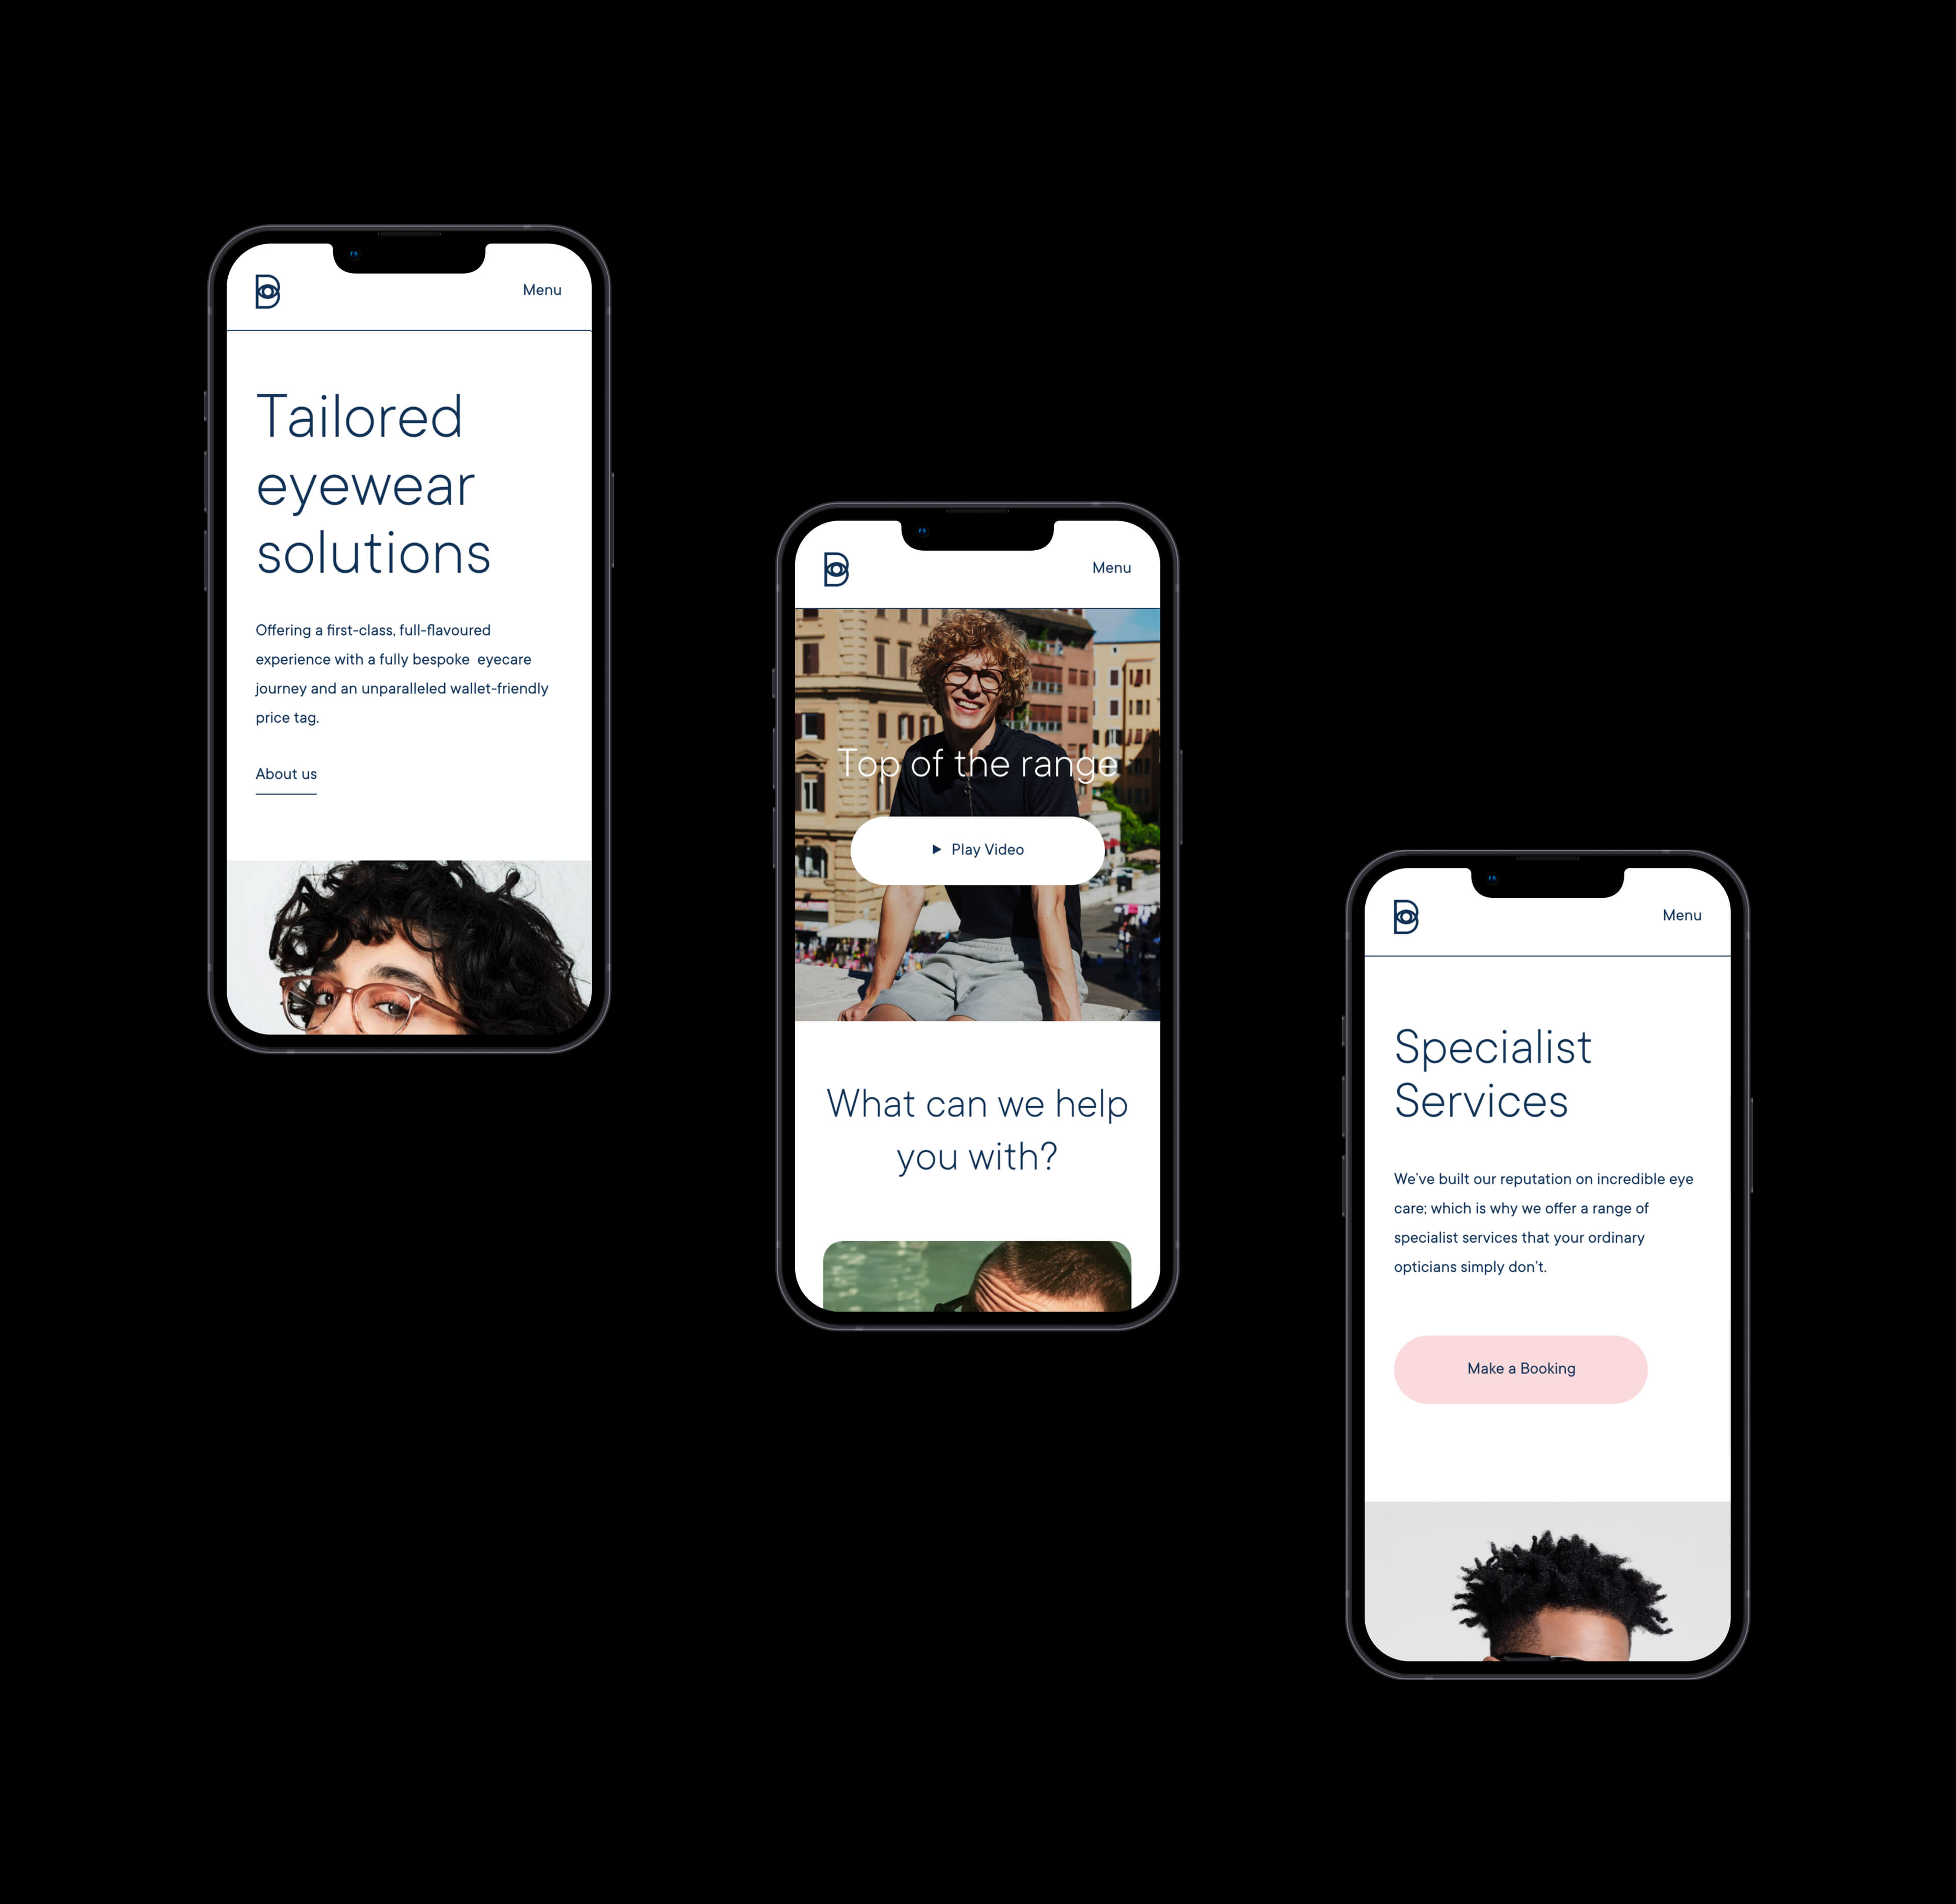 Menu
Tailored
eyewear
solutions
Offering a first-class, full-flavoured
experience with a fully bespoke  eyecare
journey and an unparalleled wallet-friendly
price tag.
About us
Menu
Top of the range
Play Video
What can we help
you with?
Menu
Specialist
Services
We've built our reputation on incredible eye
care; which is why we offer a range of
specialist services that your ordinary
opticians simply don't.
Make a Booking